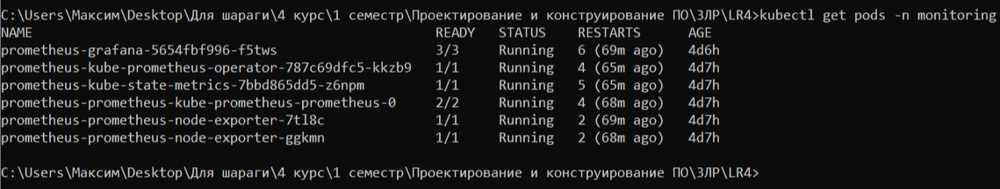 C:\Users\Максим\Desktop\Для шараги\4 курс\1 семестр\Проектирование и конструирование ПО\3ЛР\LR4>kubectl get pods -n monitoring
NAME READY STATUS RESTARTS AGE
prometheus-grafana-5654fbf996-f5tws 3/3 Running 6 (69m ago) 4d6h
prometheus-kube-prometheus-operator-787c69dfc5-kkzb9 1/1 Running 4 (65m ago) 4d7h
prometheus-kube-state-metrics-7bbd865dd5-z6npm 1/1 Running 5 (65m ago) 4d7h
prometheus-prometheus-kube-prometheus-prometheus-0 2/2 Running 4 (68m ago) 4d7h
prometheus-prometheus-node-exporter-7tl8c 1/1 Running 2 (69m ago) 4d7h
prometheus-prometheus-node-exporter-ggkmn 1/1 Running 2 (68m ago) 4d7h
C:\Users\Максим\Desktop\Для шараги\4 курс\1 семестр\Проектирование и конструирование ПО\3ЛР\LR4>